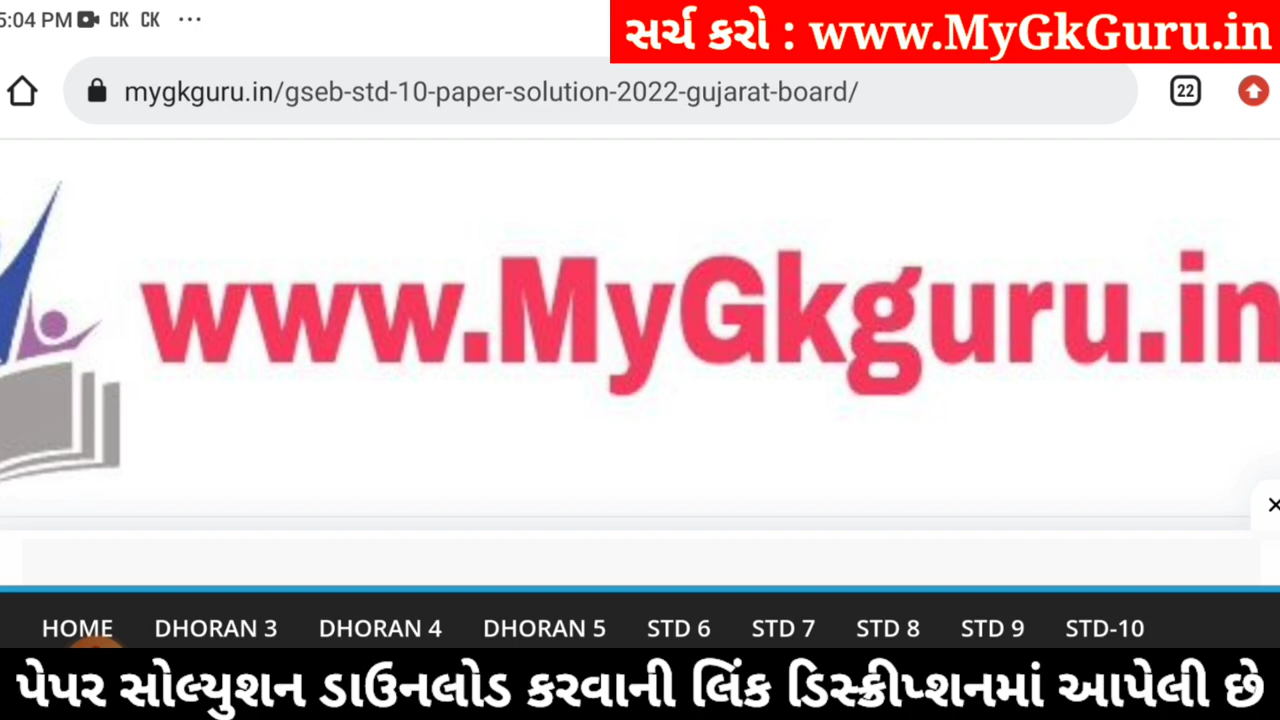 5:04 PM CK CK ...
સર્ચ કરો : www.MyGkGuru.in
mygkguru.in/gseb-std-10-paper-solution-2022-gujarat-board/
22
www.MyGkguru.in
HOME DHORAN 3 DHORAN 4 DHORAN 5 STD 6 STD 7 STD 8 STD 9 STD-10
પેપર સોલ્યુશન ડાઉનલોડ કરવાની લિંક ડિસ્ક્રીપ્શનમાં આપેલી છે